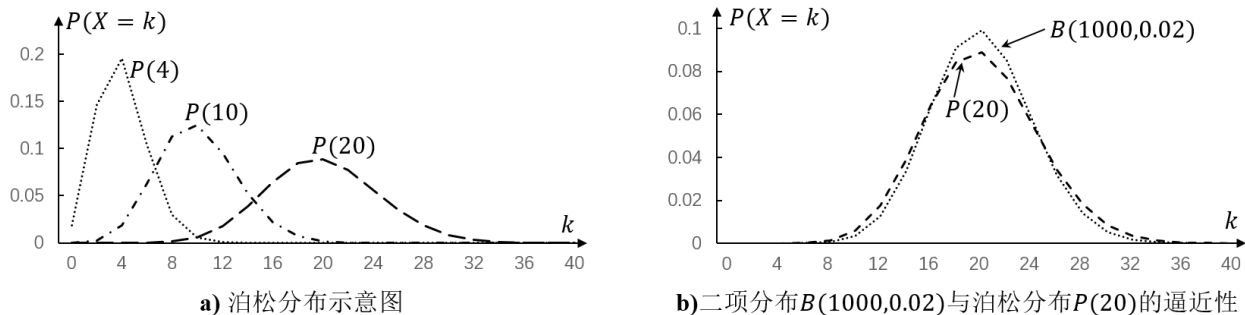 P(X = k)
0.2
0.15
0.1
0.05
0
P(4)
P(10)
P(20)
k
0 4 8 12 16 20 24 28 32 36 40
a) 泊松分布示意图
P(X = k)
0.1
0.08
0.06
0.04
0.02
0
B(1000,0.02)
P(20)
k
0 4 8 12 16 20 24 28 32 36 40
b)二项分布B(1000,0.02)与泊松分布P(20)的逼近性